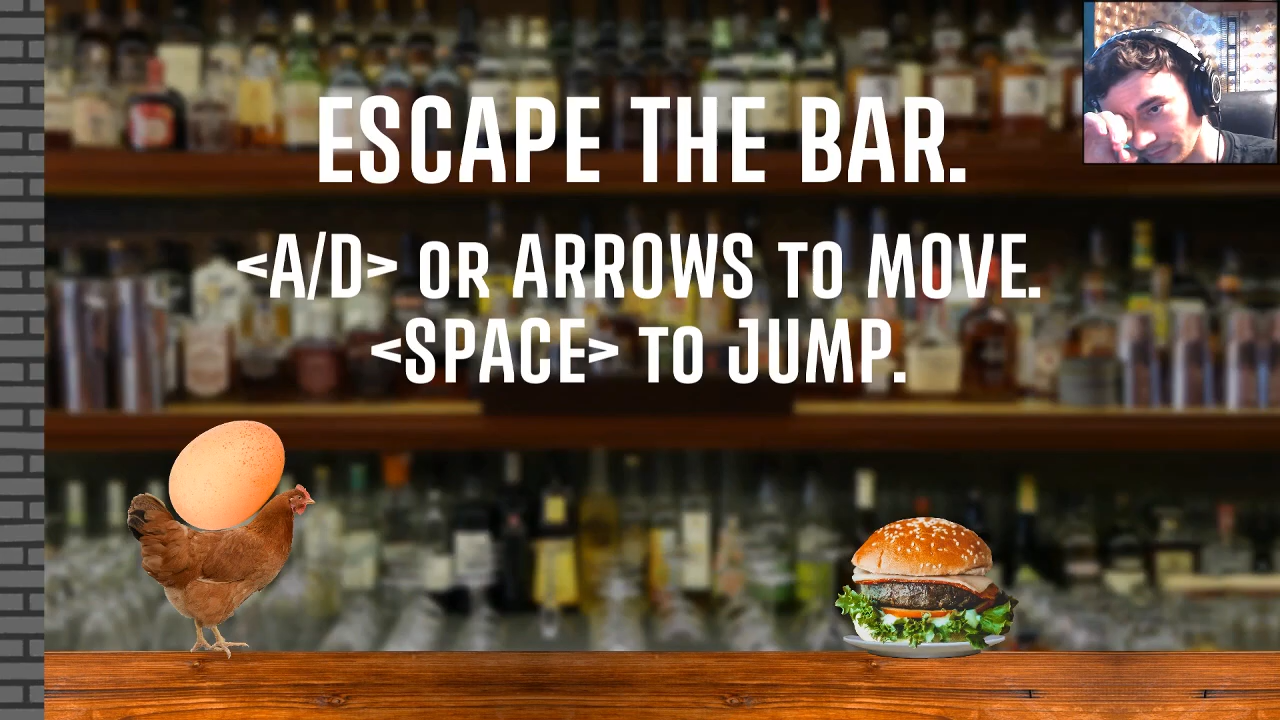 ESCAPE THE BAR.
<A/D> OR ARROWS TO MOVE.
<SPACE> TO JUMP.